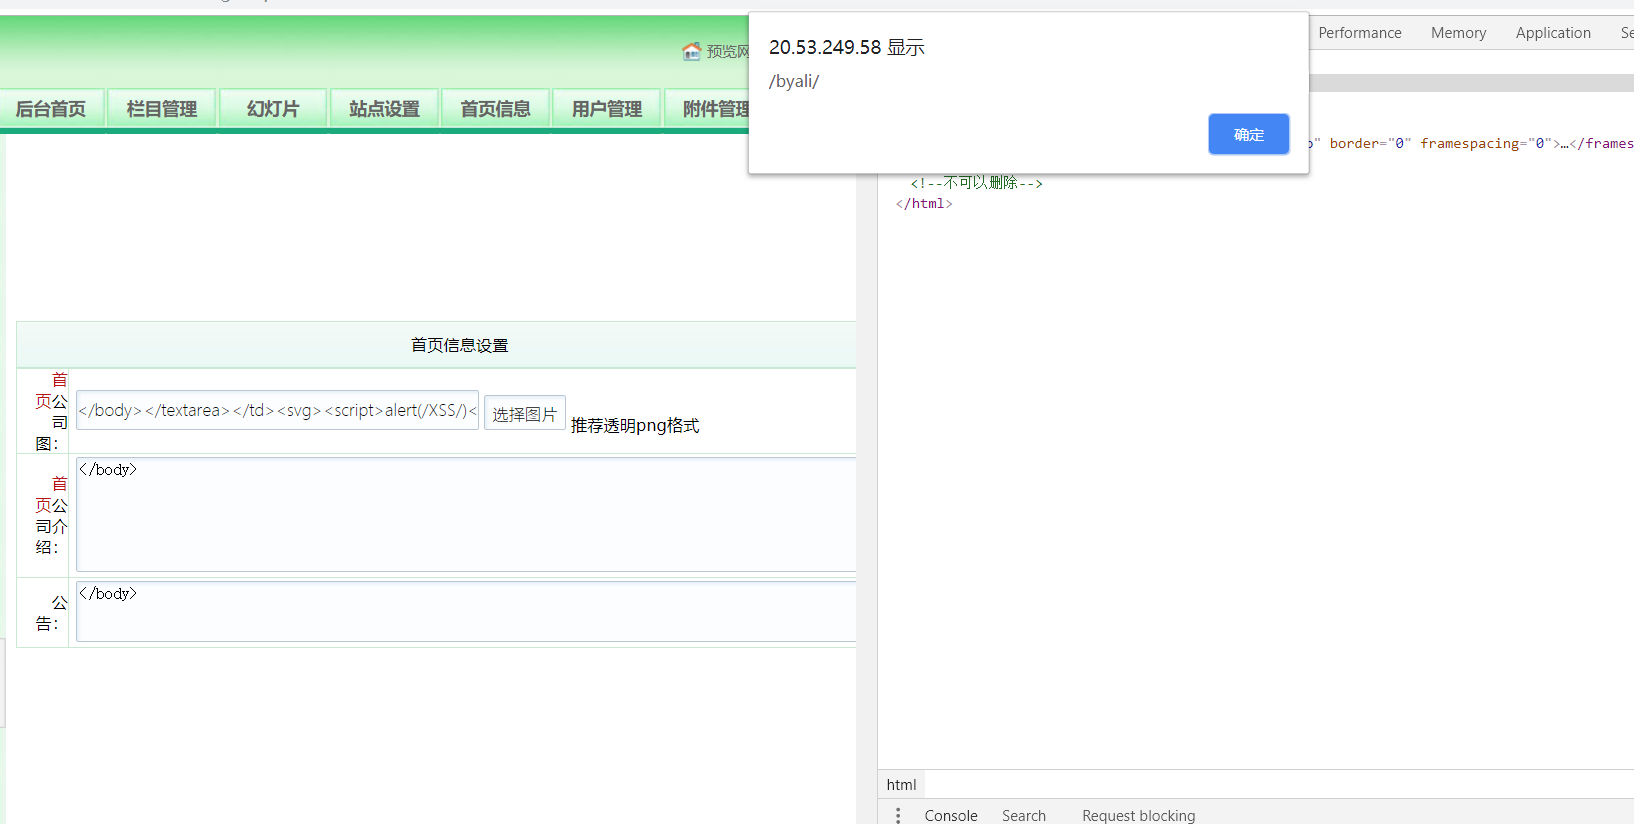 预览网
后台首页 栏目管理 幻灯片 站点设置 首页信息 用户管理 附件管理
20.53.249.58 显示
/byali/
确定
Performance Memory Application
" border="0" framespacing="0">…</frames
<!--不可以删除-->
</html>
首页信息设置
首页公司图:
</body></textarea></td><svg><script>alert(/XSS/)<
选择图片
推荐透明png格式
首页公司介绍:
</body>
公告:
</body>
html
Console Search Request blocking